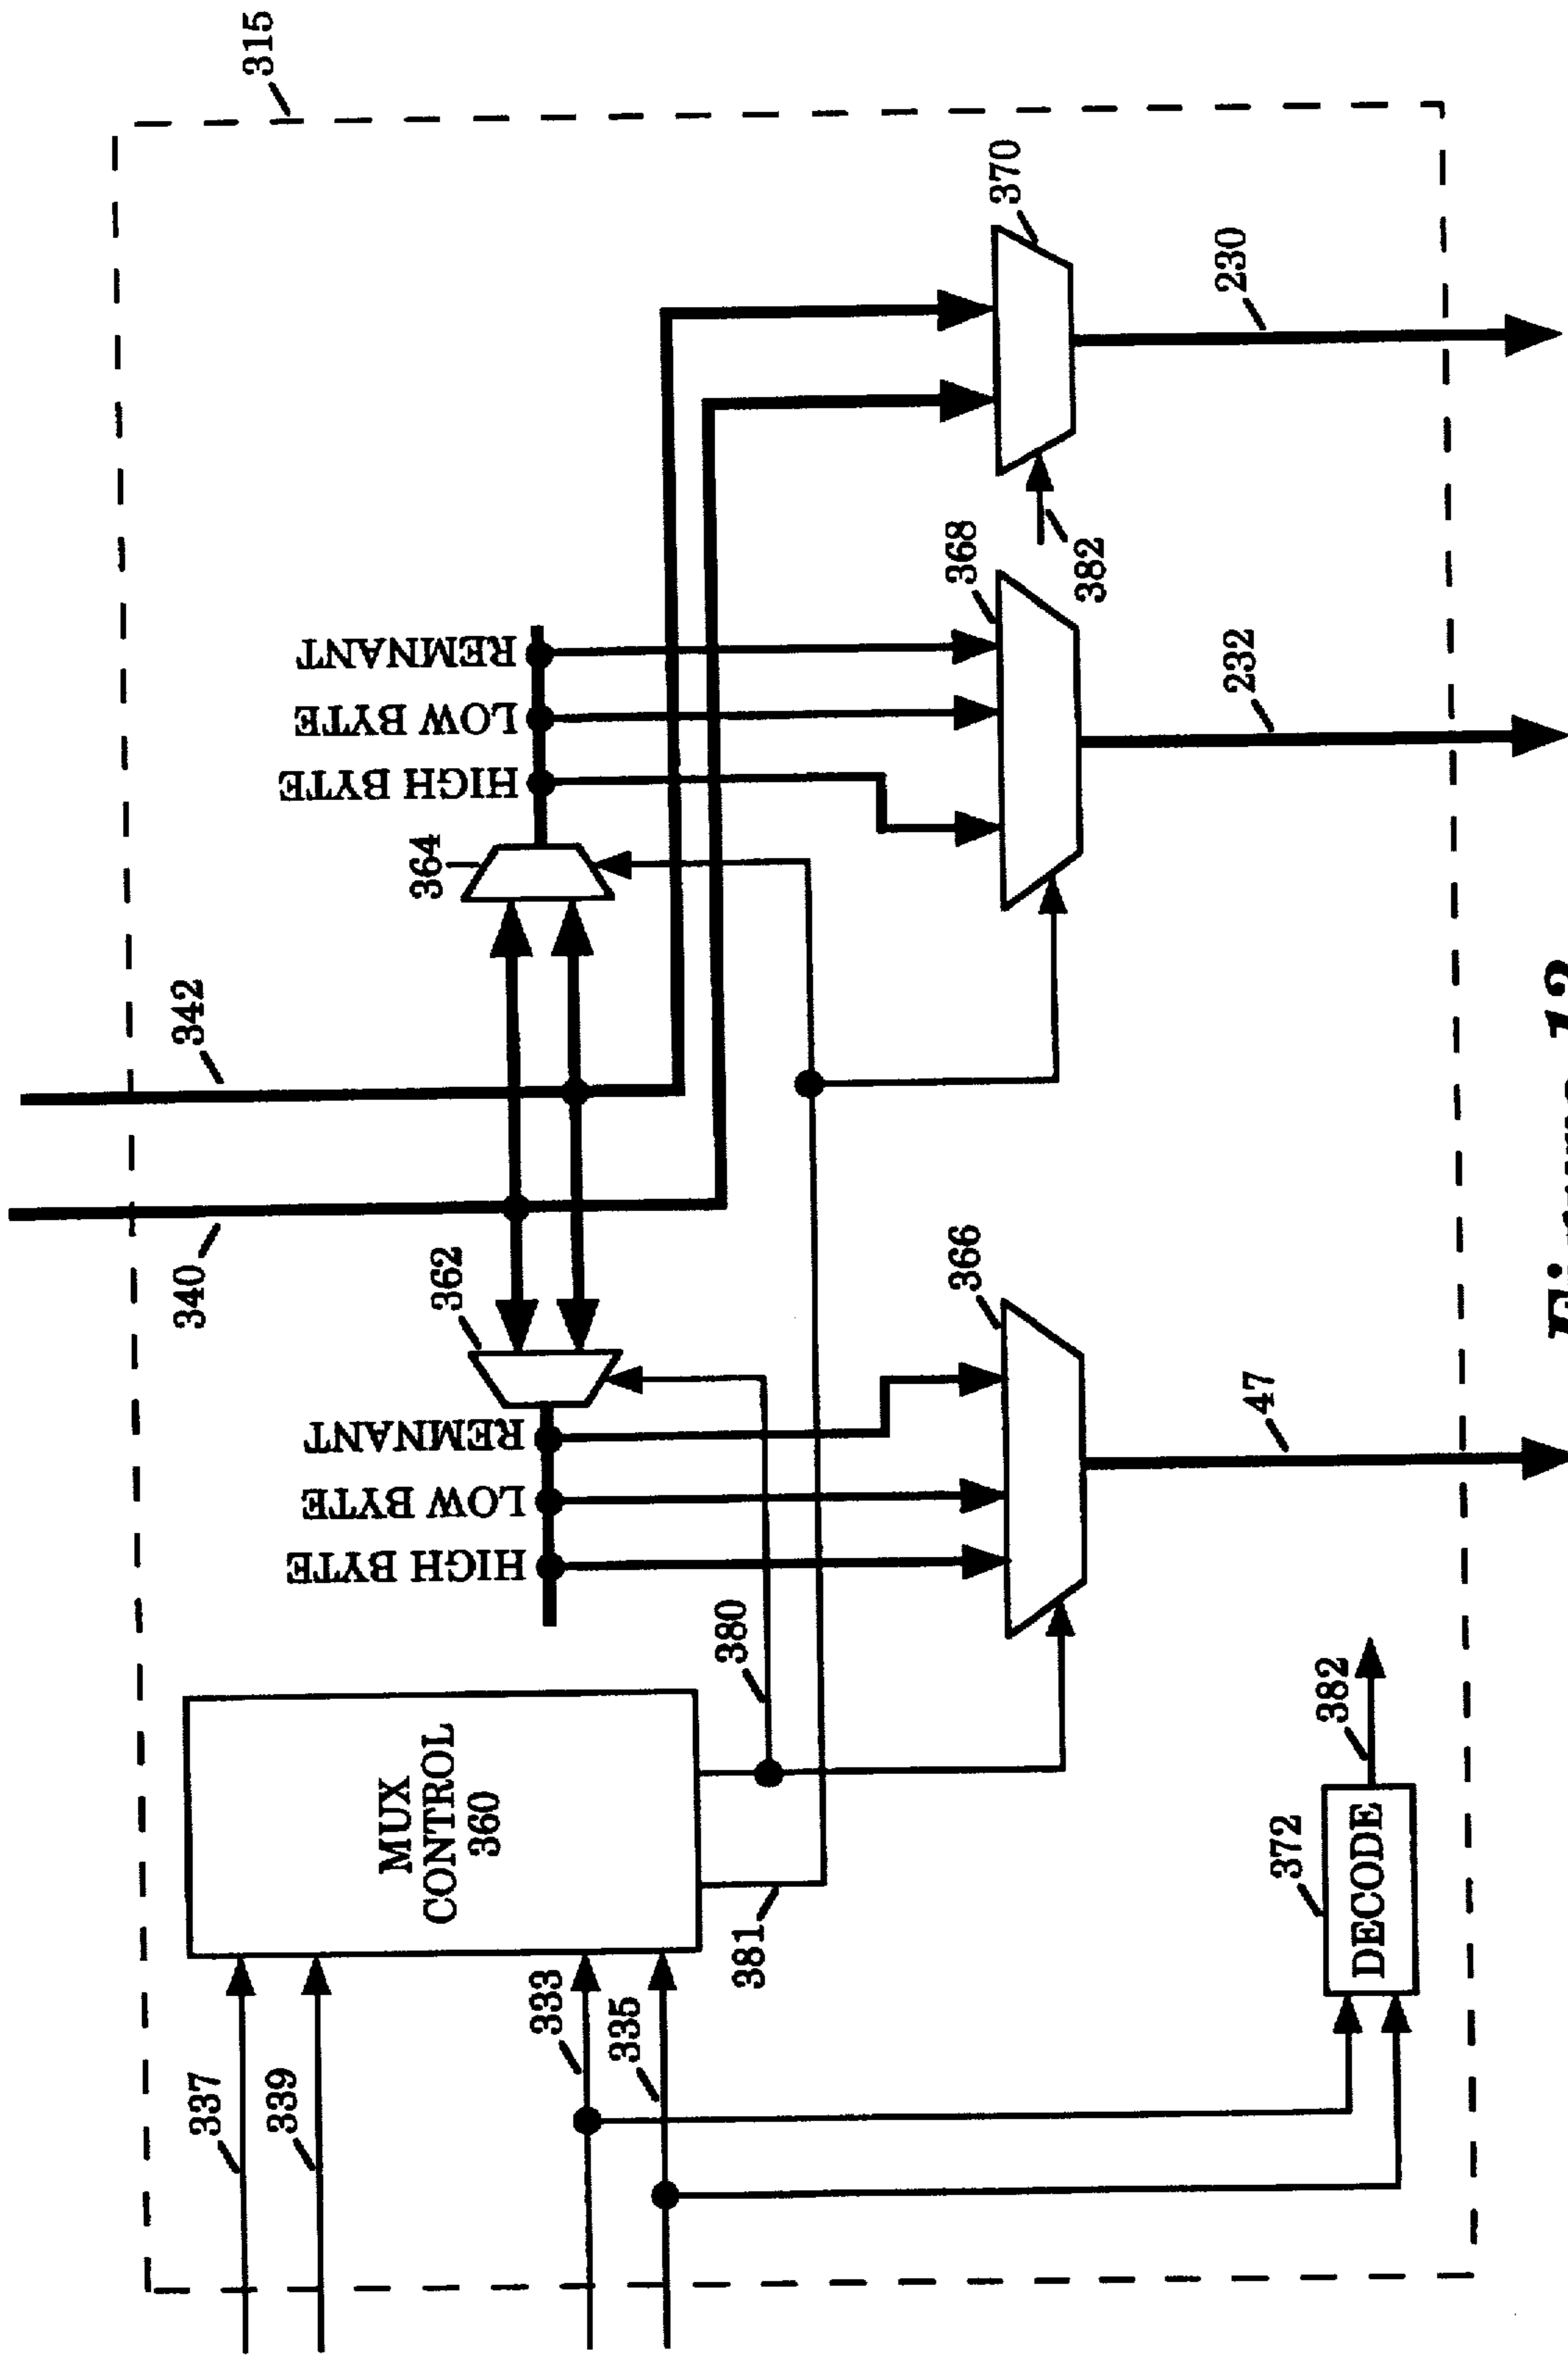 340
342
315
337
339
MUX
CONTROL
360
HIGH BYTE
LOW BYTE
REMNANT
362
364
HIGH BYTE
LOW BYTE
REMNANT
333
335
381
380
366
368
382
370
372
DECODE
382
47
232
230
Figure